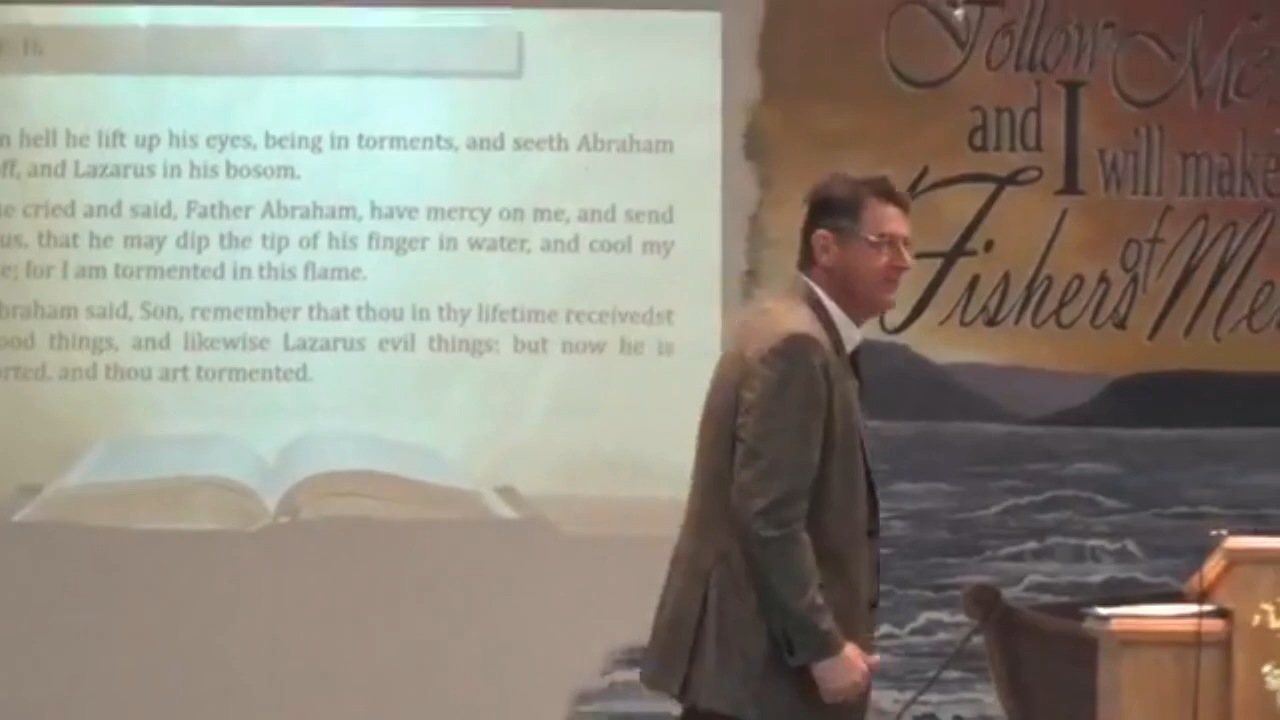 n hell he lift up his eyes, being in torments, and seeth Abraham
ff, and Lazarus in his bosom.
e cried and said, Father Abraham, have mercy on me, and send
us, that he may dip the tip of his finger in water, and cool my
e; for I am tormented in this flame.
braham said, Son, remember that thou in thy lifetime receivedst
ood things, and likewise Lazarus evil things: but now he is
rted, and thou art tormented.
Follow Me,
and I will make
Fishers of Me